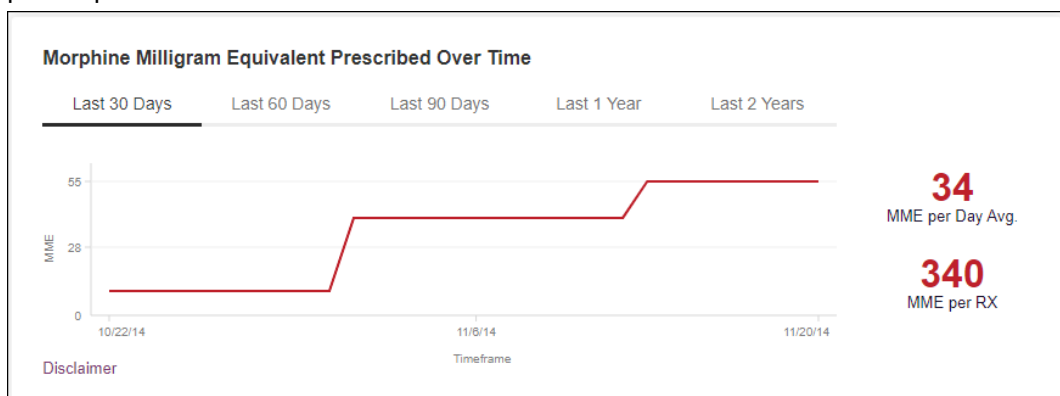 Morphine Milligram Equivalent Prescribed Over Time
Last 30 Days Last 60 Days Last 90 Days Last 1 Year Last 2 Years
55
28
0
MME
10/22/14 11/6/14 11/20/14
Timeframe
34
MME per Day Avg.
340
MME per RX
Disclaimer